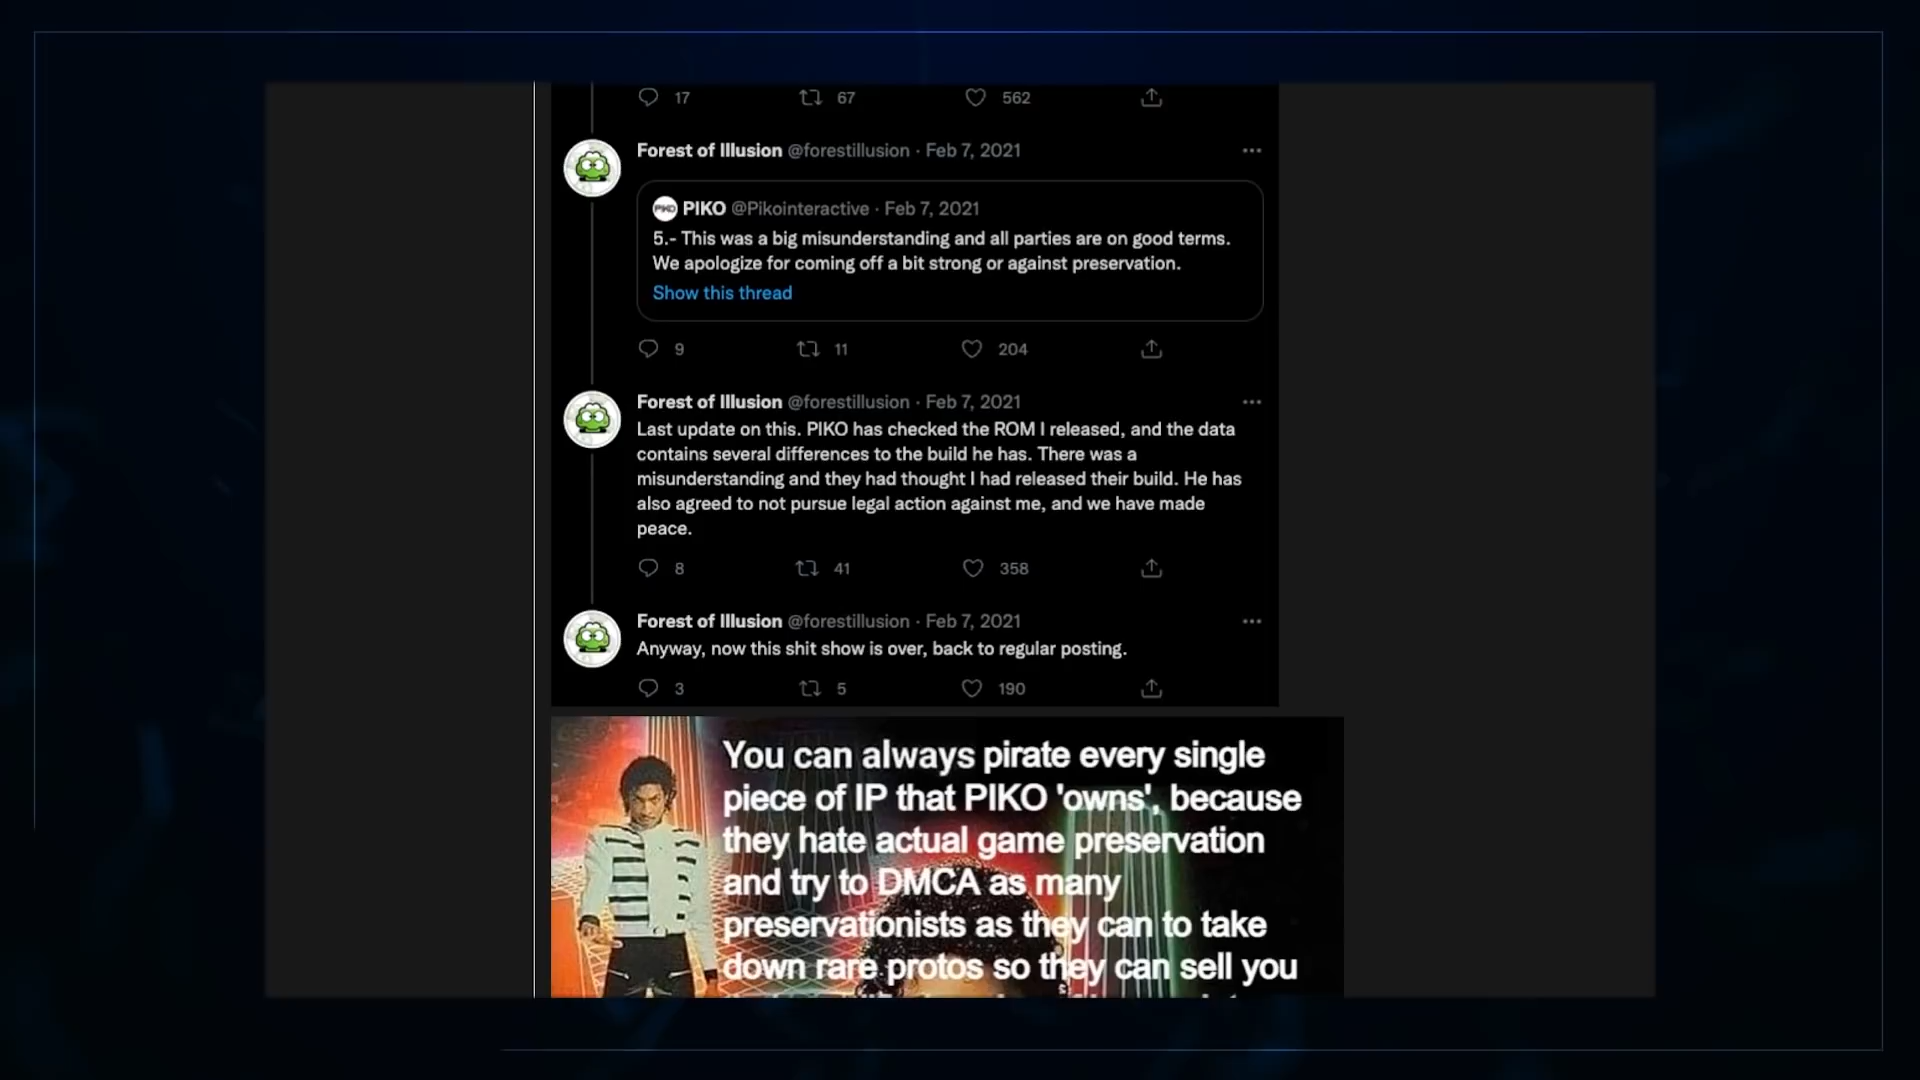 17 67 562
Forest of Illusion @forestillusion · Feb 7, 2021
PIKO PIKO @Pikointeractive · Feb 7, 2021
5.- This was a big misunderstanding and all parties are on good terms.
We apologize for coming off a bit strong or against preservation.
Show this thread
9 11 204
Forest of Illusion @forestillusion · Feb 7, 2021
Last update on this. PIKO has checked the ROM I released, and the data
contains several differences to the build he has. There was a
misunderstanding and they had thought I had released their build. He has
also agreed to not pursue legal action against me, and we have made
peace.
8 41 358
Forest of Illusion @forestillusion · Feb 7, 2021
Anyway, now this shit show is over, back to regular posting.
3 5 190
You can always pirate every single
piece of IP that PIKO 'owns', because
they hate actual game preservation
and try to DMCA as many
preservationists as they can to take
down rare protos so they can sell you